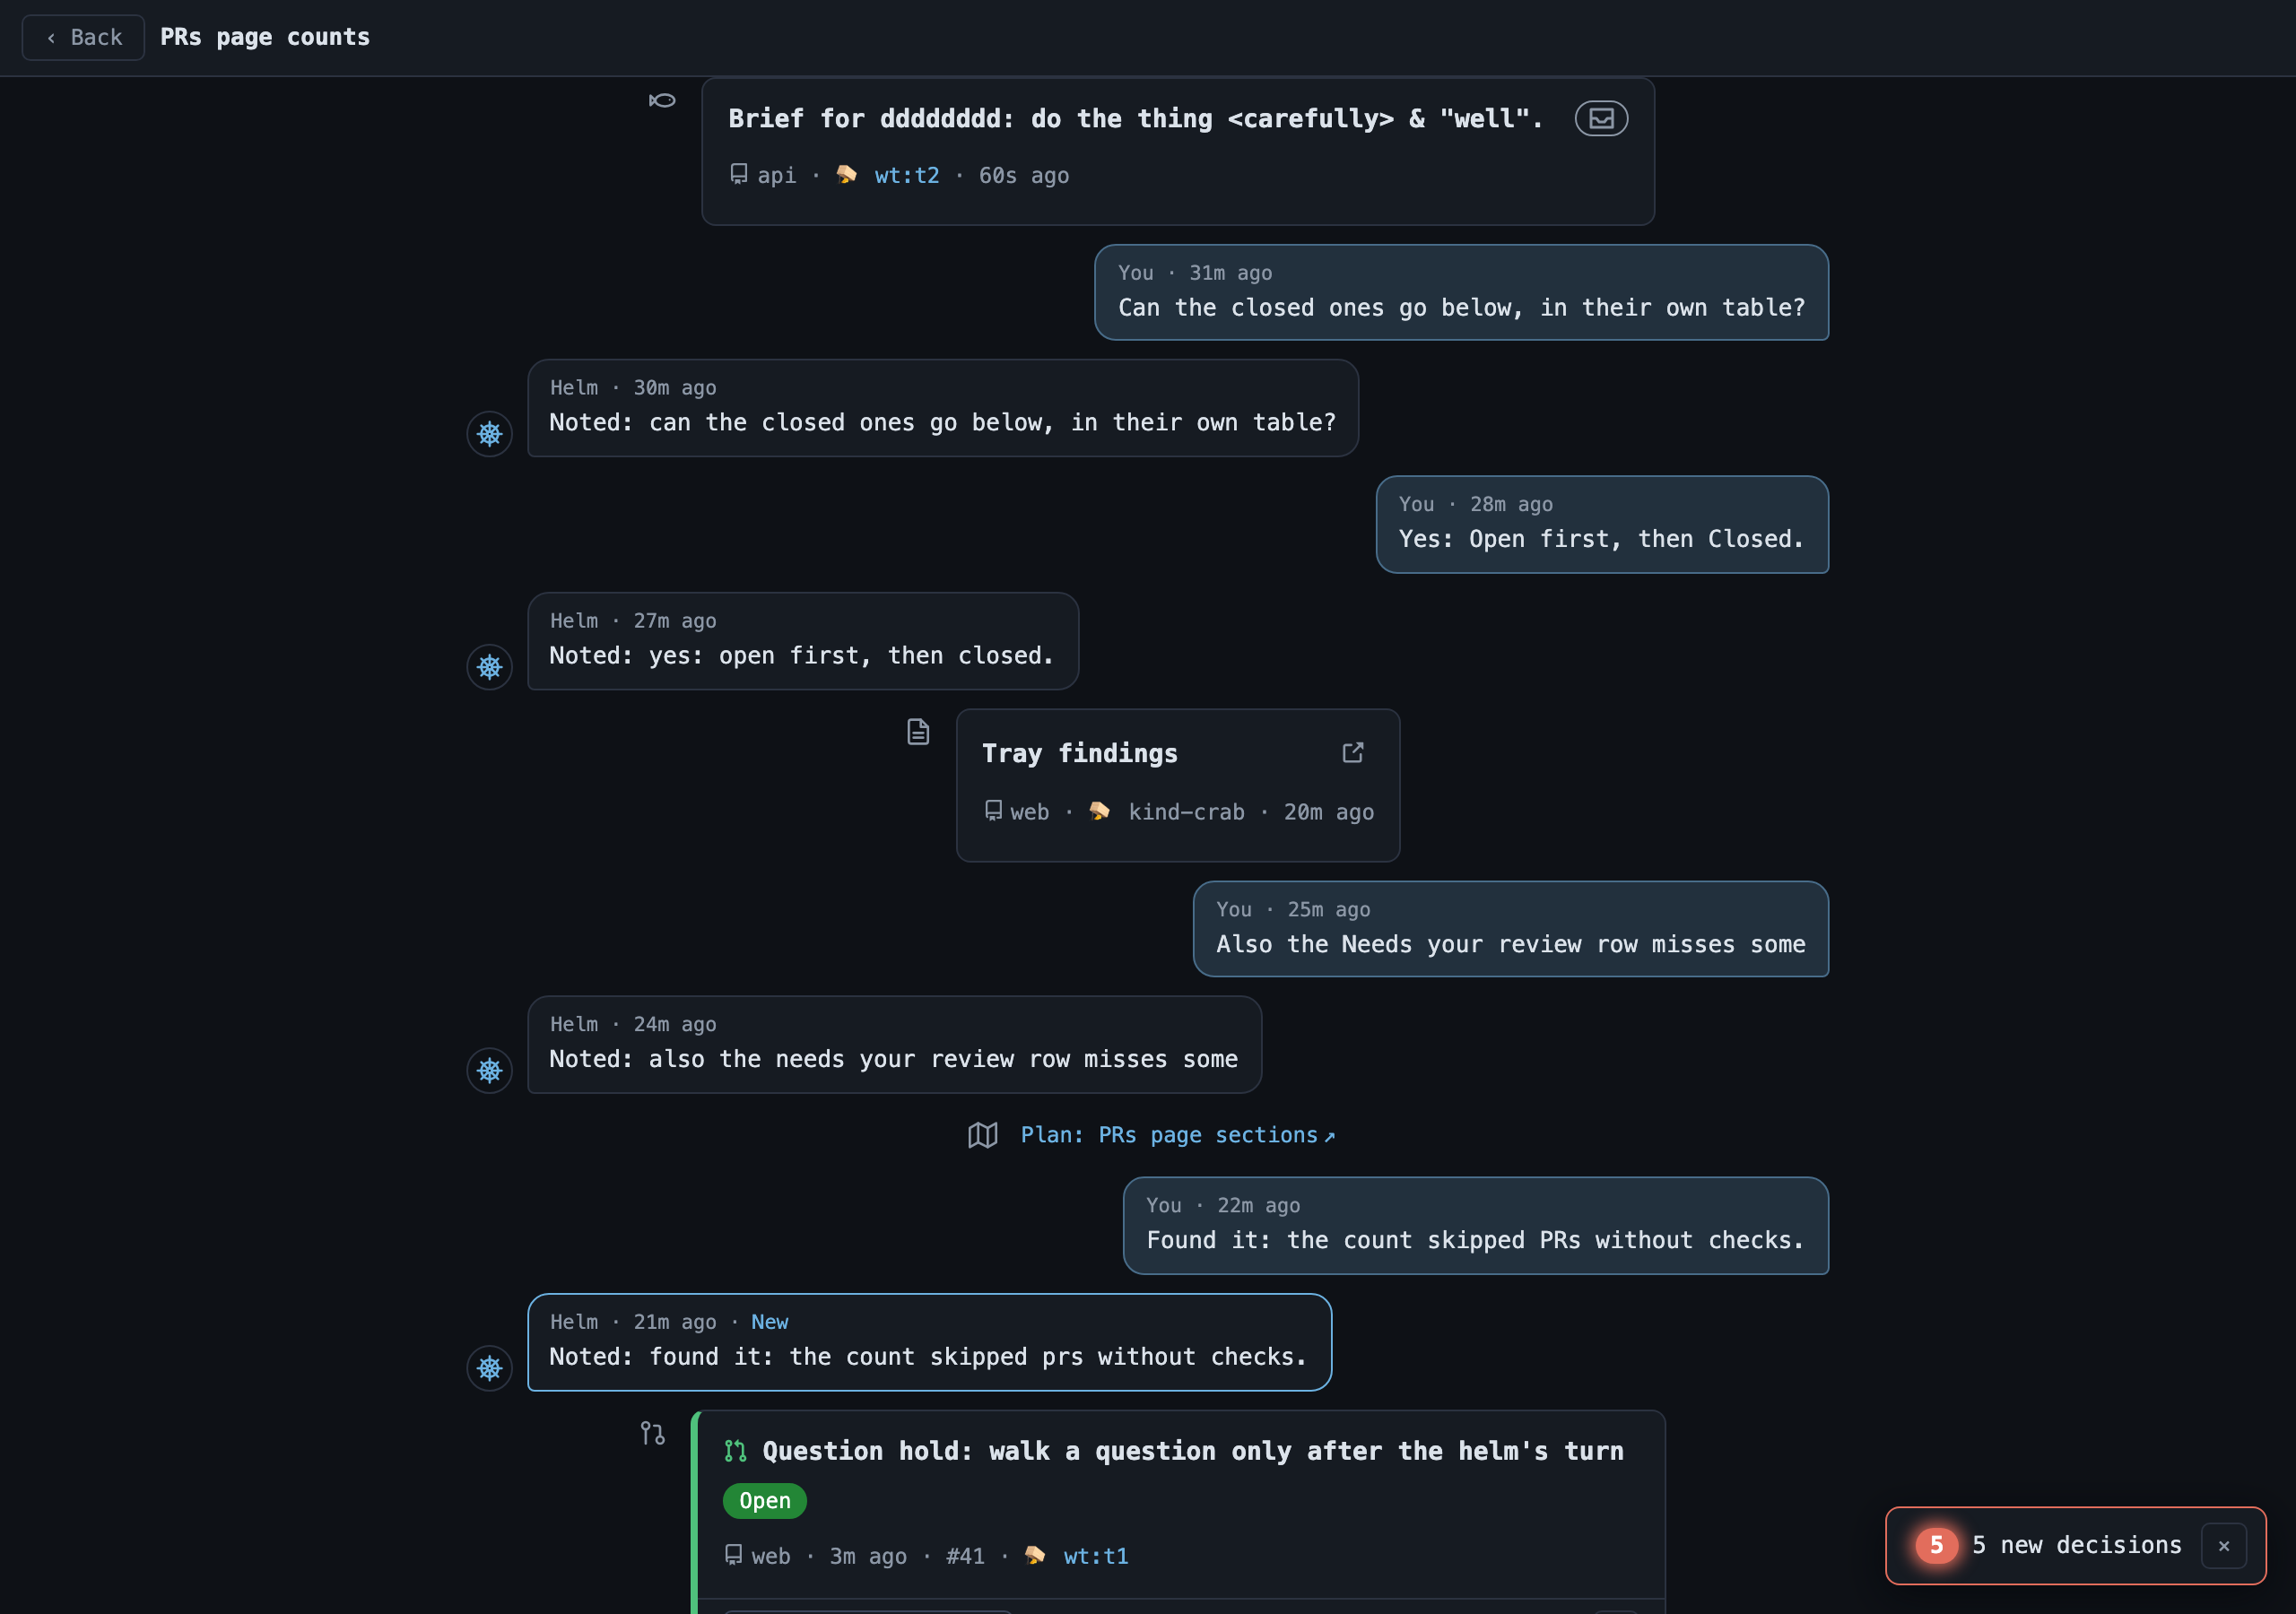 ‹ Back PRs page counts
Brief for dddddddd: do the thing <carefully> & "well".
api · wt:t2 · 60s ago
You · 31m ago
Can the closed ones go below, in their own table?
Helm · 30m ago
Noted: can the closed ones go below, in their own table?
You · 28m ago
Yes: Open first, then Closed.
Helm · 27m ago
Noted: yes: open first, then closed.
Tray findings
web · kind-crab · 20m ago
You · 25m ago
Also the Needs your review row misses some
Helm · 24m ago
Noted: also the needs your review row misses some
Plan: PRs page sections↗
You · 22m ago
Found it: the count skipped PRs without checks.
Helm · 21m ago · New
Noted: found it: the count skipped prs without checks.
Question hold: walk a question only after the helm's turn
Open
web · 3m ago · #41 · wt:t1
5 5 new decisions ×